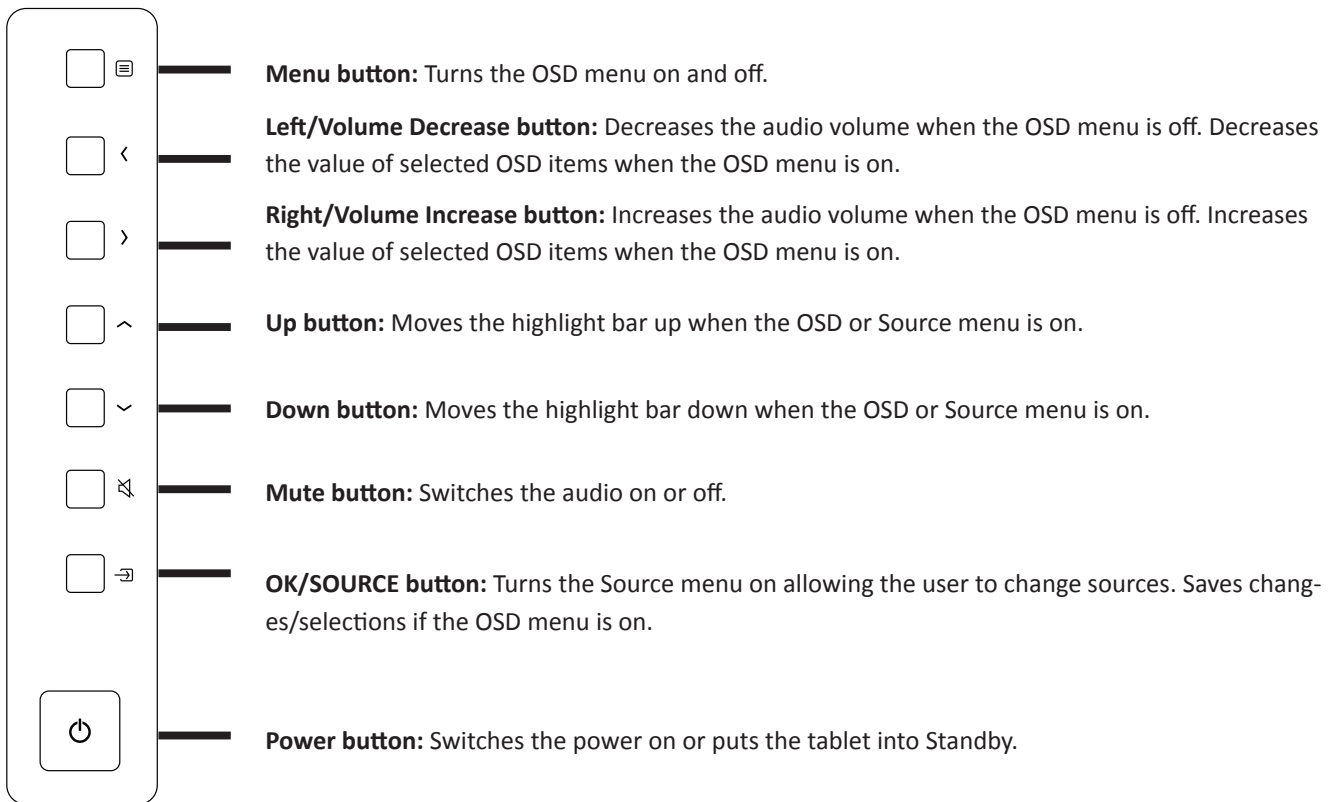 Menu button: Turns the OSD menu on and off.
Left/Volume Decrease button: Decreases the audio volume when the OSD menu is off. Decreases
the value of selected OSD items when the OSD menu is on.
Right/Volume Increase button: Increases the audio volume when the OSD menu is off. Increases
the value of selected OSD items when the OSD menu is on.
Up button: Moves the highlight bar up when the OSD or Source menu is on.
Down button: Moves the highlight bar down when the OSD or Source menu is on.
Mute button: Switches the audio on or off.
OK/SOURCE button: Turns the Source menu on allowing the user to change sources. Saves chang-
es/selections if the OSD menu is on.
Power button: Switches the power on or puts the tablet into Standby.